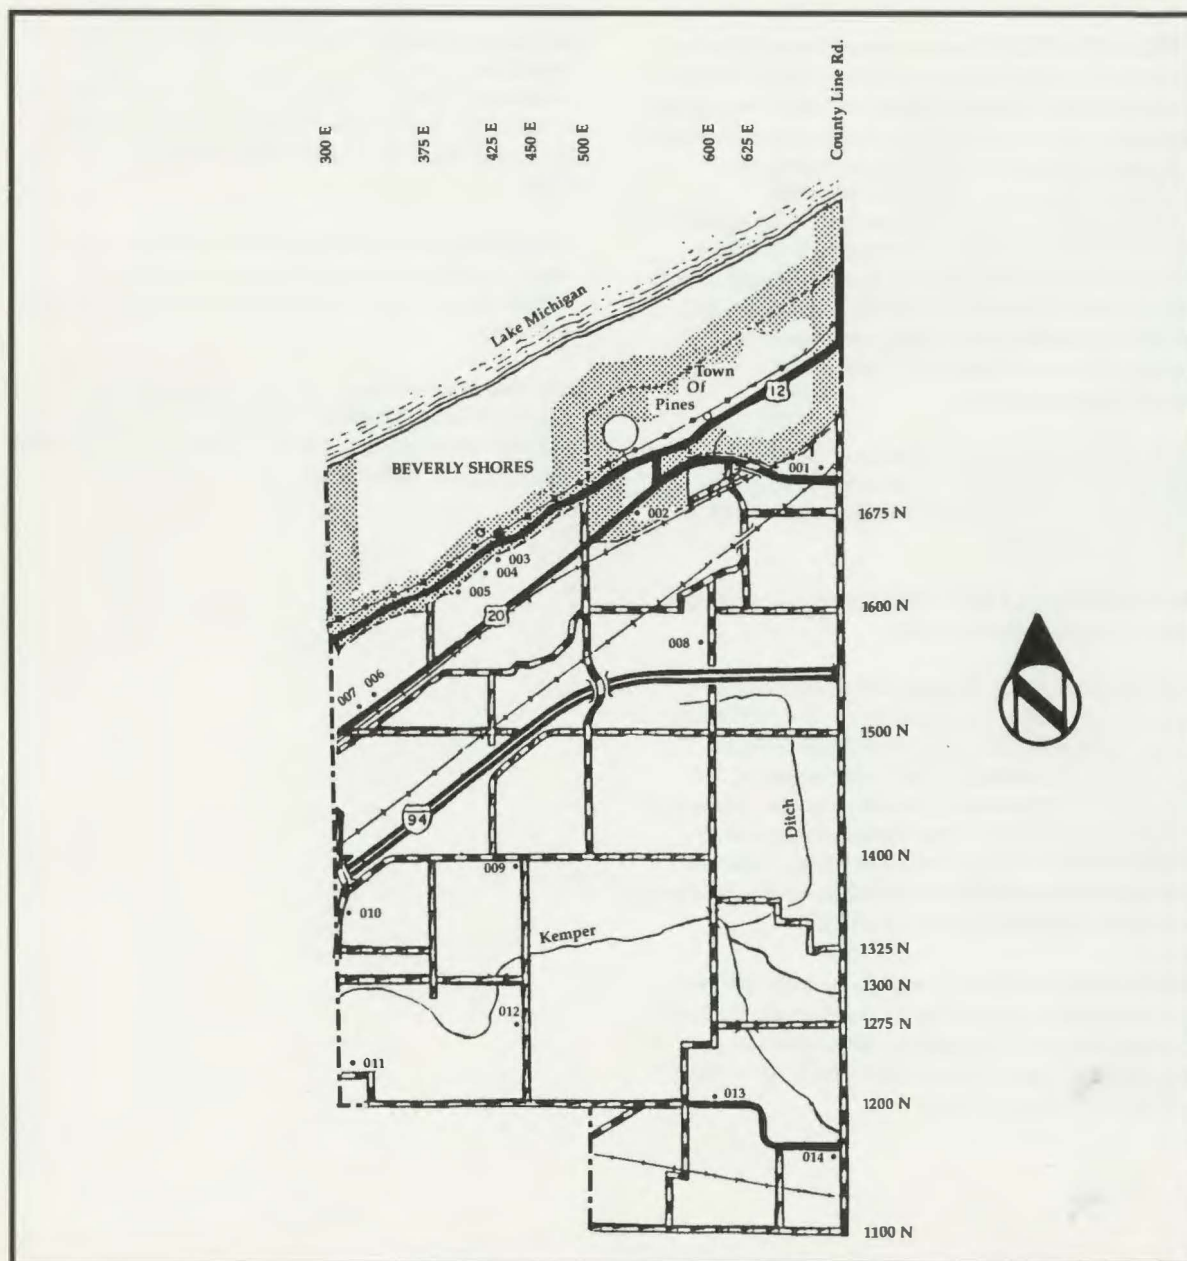 300 E
375 E
425 E
450 E
500 E
600 E
625 E
County Line Rd.
Lake Michigan
Town
Of
Pines
12
BEVERLY SHORES
001
002
1675 N
003
004
005
20
1600 N
008
006
007
1500 N
94
Ditch
1400 N
009
010
Kemper
1325 N
1300 N
012
1275 N
011
013
1200 N
014
1100 N
N